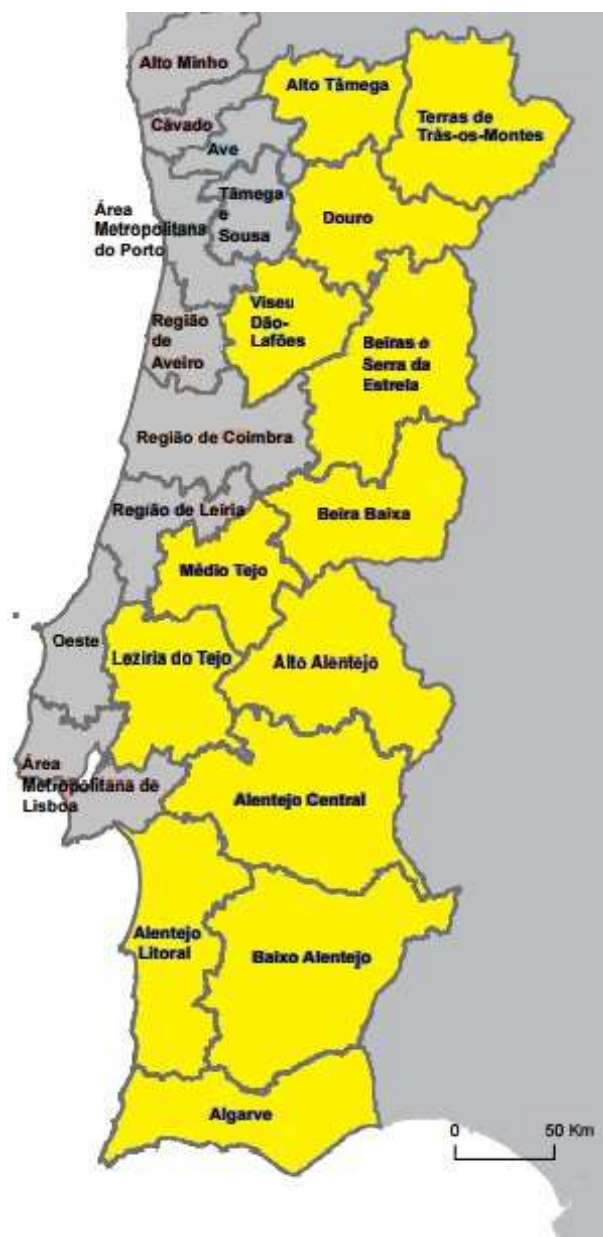 Alto Minho
Alto Tâmega
Terras de
Trás-os-Montes
Cávado
Ave
Tâmega
e
Sousa
Área
Metropolitana
do Porto
Douro
Viseu
Dão-
Lafões
Região
de
Aveiro
Beiras e
Serra da
Estrela
Região de Coimbra
Região de Leiria
Beira Baixa
Médio Tejo
Oeste
Lezíria do Tejo
Alto Alentejo
Área
Metropolitana de
Lisboa
Alentejo Central
Alentejo
Litoral
Baixo Alentejo
Algarve
0 50 Km